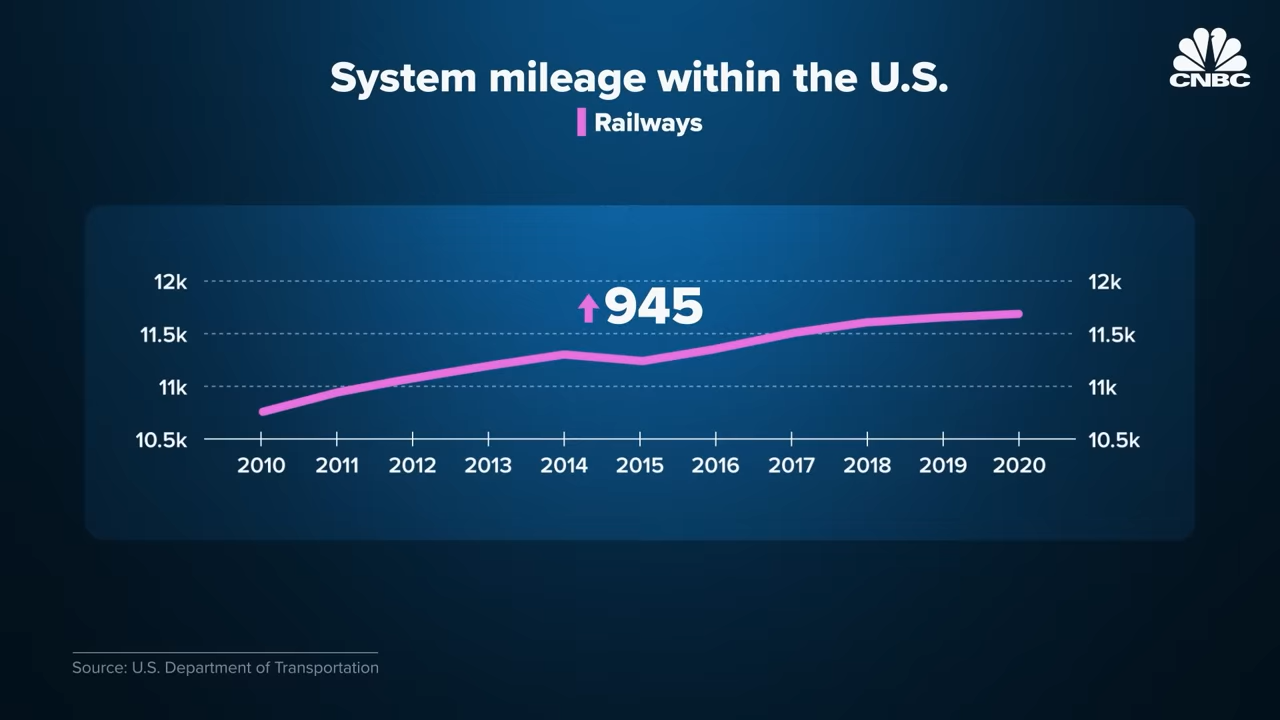 System mileage within the U.S.
Railways
CNBC
945
12k 12k
11.5k 11.5k
11k 11k
10.5k 10.5k
2010 2011 2012 2013 2014 2015 2016 2017 2018 2019 2020
Source: U.S. Department of Transportation